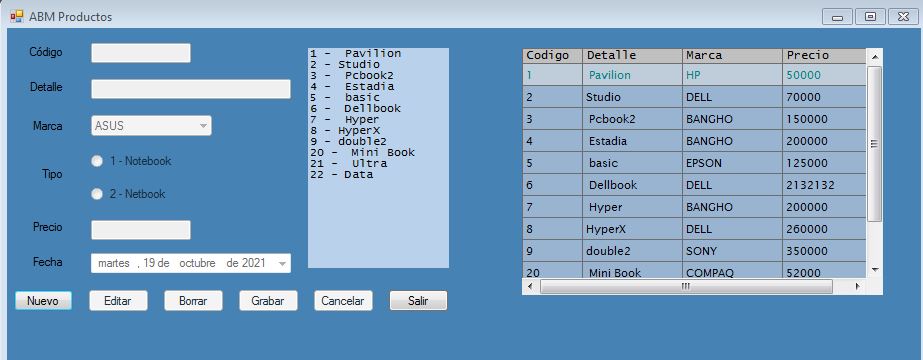 ABM Productos
Código
Detalle
Marca
ASUS
Tipo
1 - Notebook
2 - Netbook
Precio
Fecha
martes , 19 de octubre de 2021
Nuevo Editar Borrar Grabar Cancelar Salir
1 - Pavilion
2 - Studio
3 - Pcbook2
4 - Estadia
5 - basic
6 - Dellbook
7 - Hyper
8 - HyperX
9 - double2
20 - Mini Book
21 - Ultra
22 - Data
Codigo Detalle Marca Precio
1 Pavilion HP 50000
2 Studio DELL 70000
3 Pcbook2 BANGHO 150000
4 Estadia BANGHO 200000
5 basic EPSON 125000
6 Dellbook DELL 2132132
7 Hyper BANGHO 200000
8 HyperX DELL 260000
9 double2 SONY 350000
20 Mini Book COMPAQ 52000